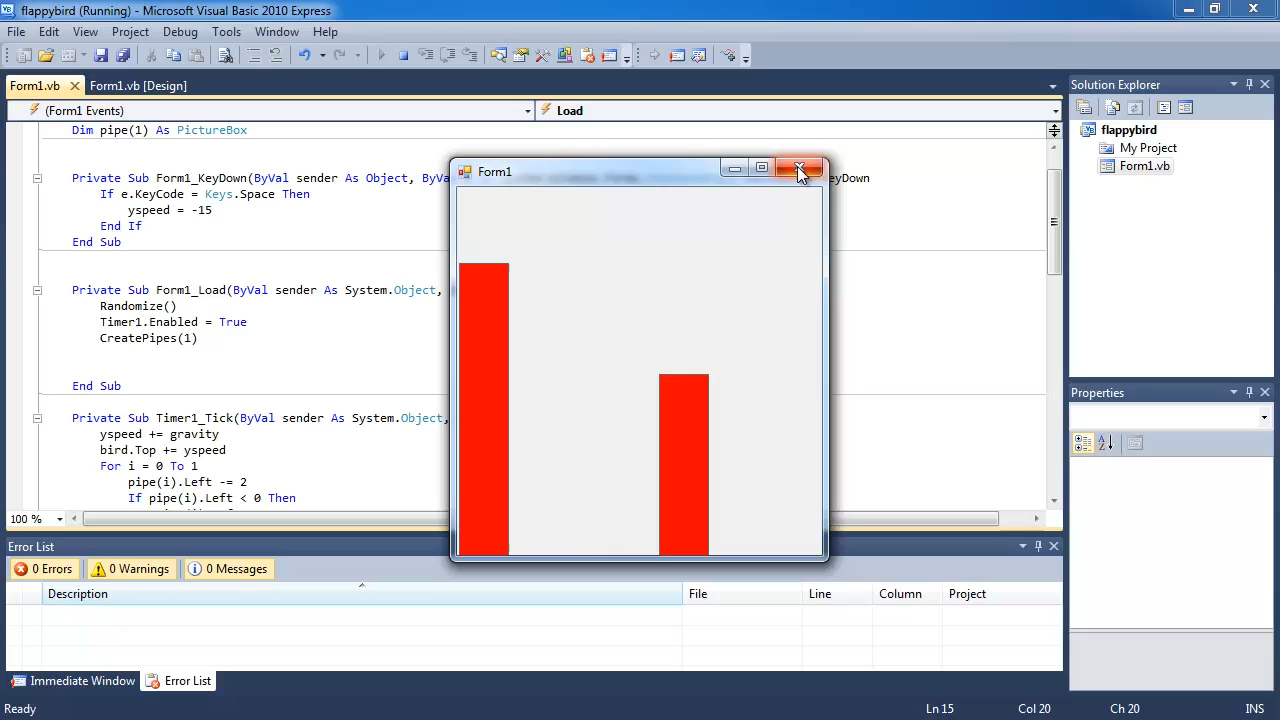 flappybird (Running) - Microsoft Visual Basic 2010 Express
File Edit View Project Debug Tools Window Help
Form1.vb Form1.vb [Design]
(Form1 Events) Load
Dim pipe(1) As PictureBox
Private Sub Form1_KeyDown(ByVal sender As Object, ByVa KeyDown
If e.KeyCode = Keys.Space Then
yspeed = -15
End If
End Sub
Private Sub Form1_Load(ByVal sender As System.Object,
Randomize()
Timer1.Enabled = True
CreatePipes(1)
End Sub
Private Sub Timer1_Tick(ByVal sender As System.Object,
yspeed += gravity
bird.Top += yspeed
For i = 0 To 1
pipe(i).Left -= 2
If pipe(i).Left < 0 Then
100 %
Form1
Solution Explorer
flappybird
My Project
Form1.vb
Properties
Error List
0 Errors 0 Warnings 0 Messages
Description File Line Column Project
Immediate Window Error List
Ready Ln 15 Col 20 Ch 20 INS